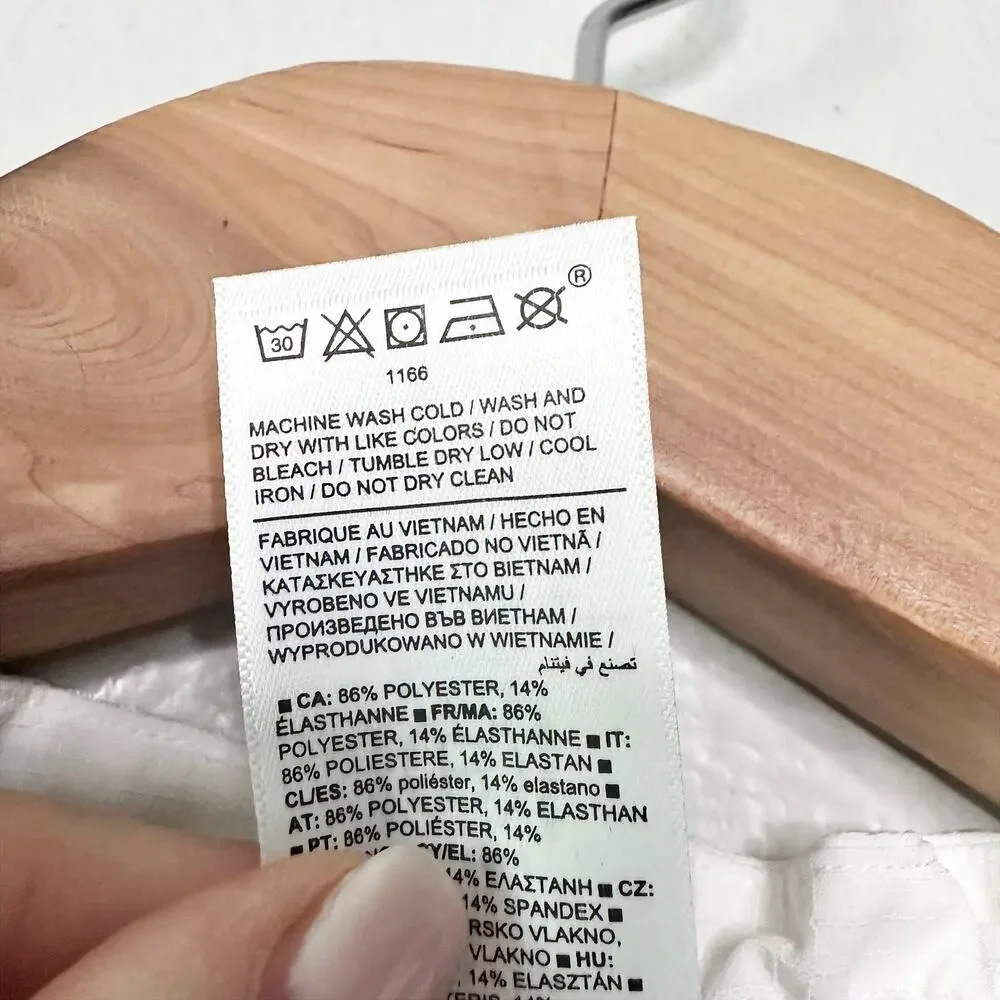 30 ®
1166
MACHINE WASH COLD / WASH AND
DRY WITH LIKE COLORS / DO NOT
BLEACH / TUMBLE DRY LOW / COOL
IRON / DO NOT DRY CLEAN
FABRIQUE AU VIETNAM / HECHO EN
VIETNAM / FABRICADO NO VIETNÃ /
ΚΑΤΑΣΚΕΥΑΣΤΗΚΕ ΣΤΟ ΒΙΕΤΝΑΜ /
VYROBENO VE VIETNAMU /
ПРОИЗВЕДЕНО ВЪВ ВИЕТНАМ /
WYPRODUKOWANO W WIETNAMIE /
تصنع في فيتنام
■ CA: 86% POLYESTER, 14%
ÉLASTHANNE ■ FR/MA: 86%
POLYESTER, 14% ÉLASTHANNE ■ IT:
86% POLIESTERE, 14% ELASTAN ■
CL/ES: 86% poliéster, 14% elastano ■
AT: 86% POLYESTER, 14% ELASTHAN
■ PT: 86% POLIÉSTER, 14%
CY/EL: 86%
14% ΕΛΑΣΤΑΝΗ ■ CZ:
14% SPANDEX ■
RSKO VLAKNO,
VLAKNO ■ HU:
14% ELASZTÁN ■
14%